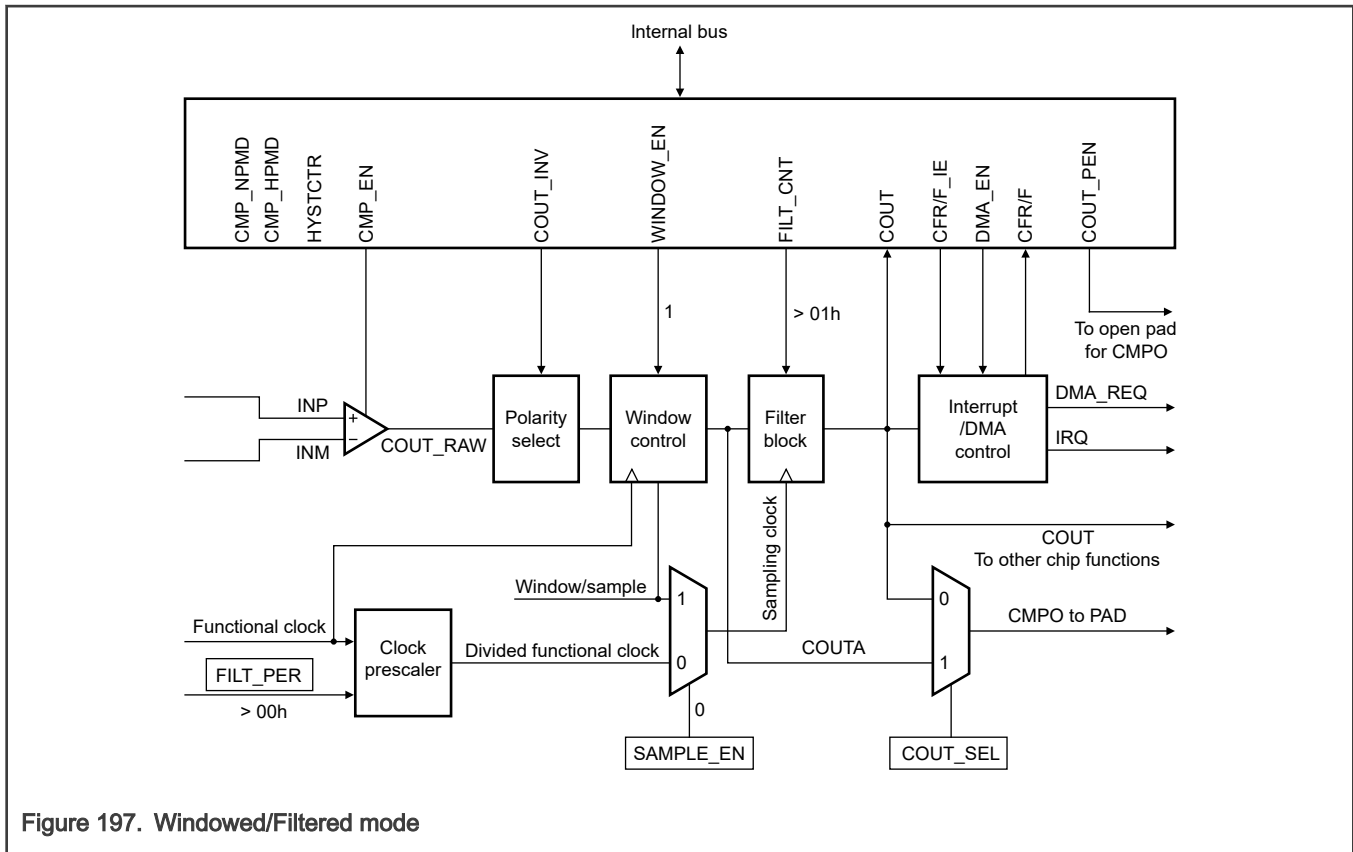 Internal bus
CMP_NPMD
CMP_HPMD
HYSTCTR
CMP_EN
COUT_INV
WINDOW_EN
FILT_CNT
COUT
CFR/F_IE
DMA_EN
CFR/F
COUT_PEN
1
> 01h
To open pad
for CMPO
INP
+
INM
−
COUT_RAW
Polarity
select
Window
control
Filter
block
Interrupt
/DMA
control
DMA_REQ
IRQ
Sampling clock
COUT
To other chip functions
Window/sample
1
0
Functional clock
Clock
prescaler
Divided functional clock
0
COUTA
1
CMPO to PAD
FILT_PER
> 00h
0
SAMPLE_EN
COUT_SEL
Figure 197. Windowed/Filtered mode